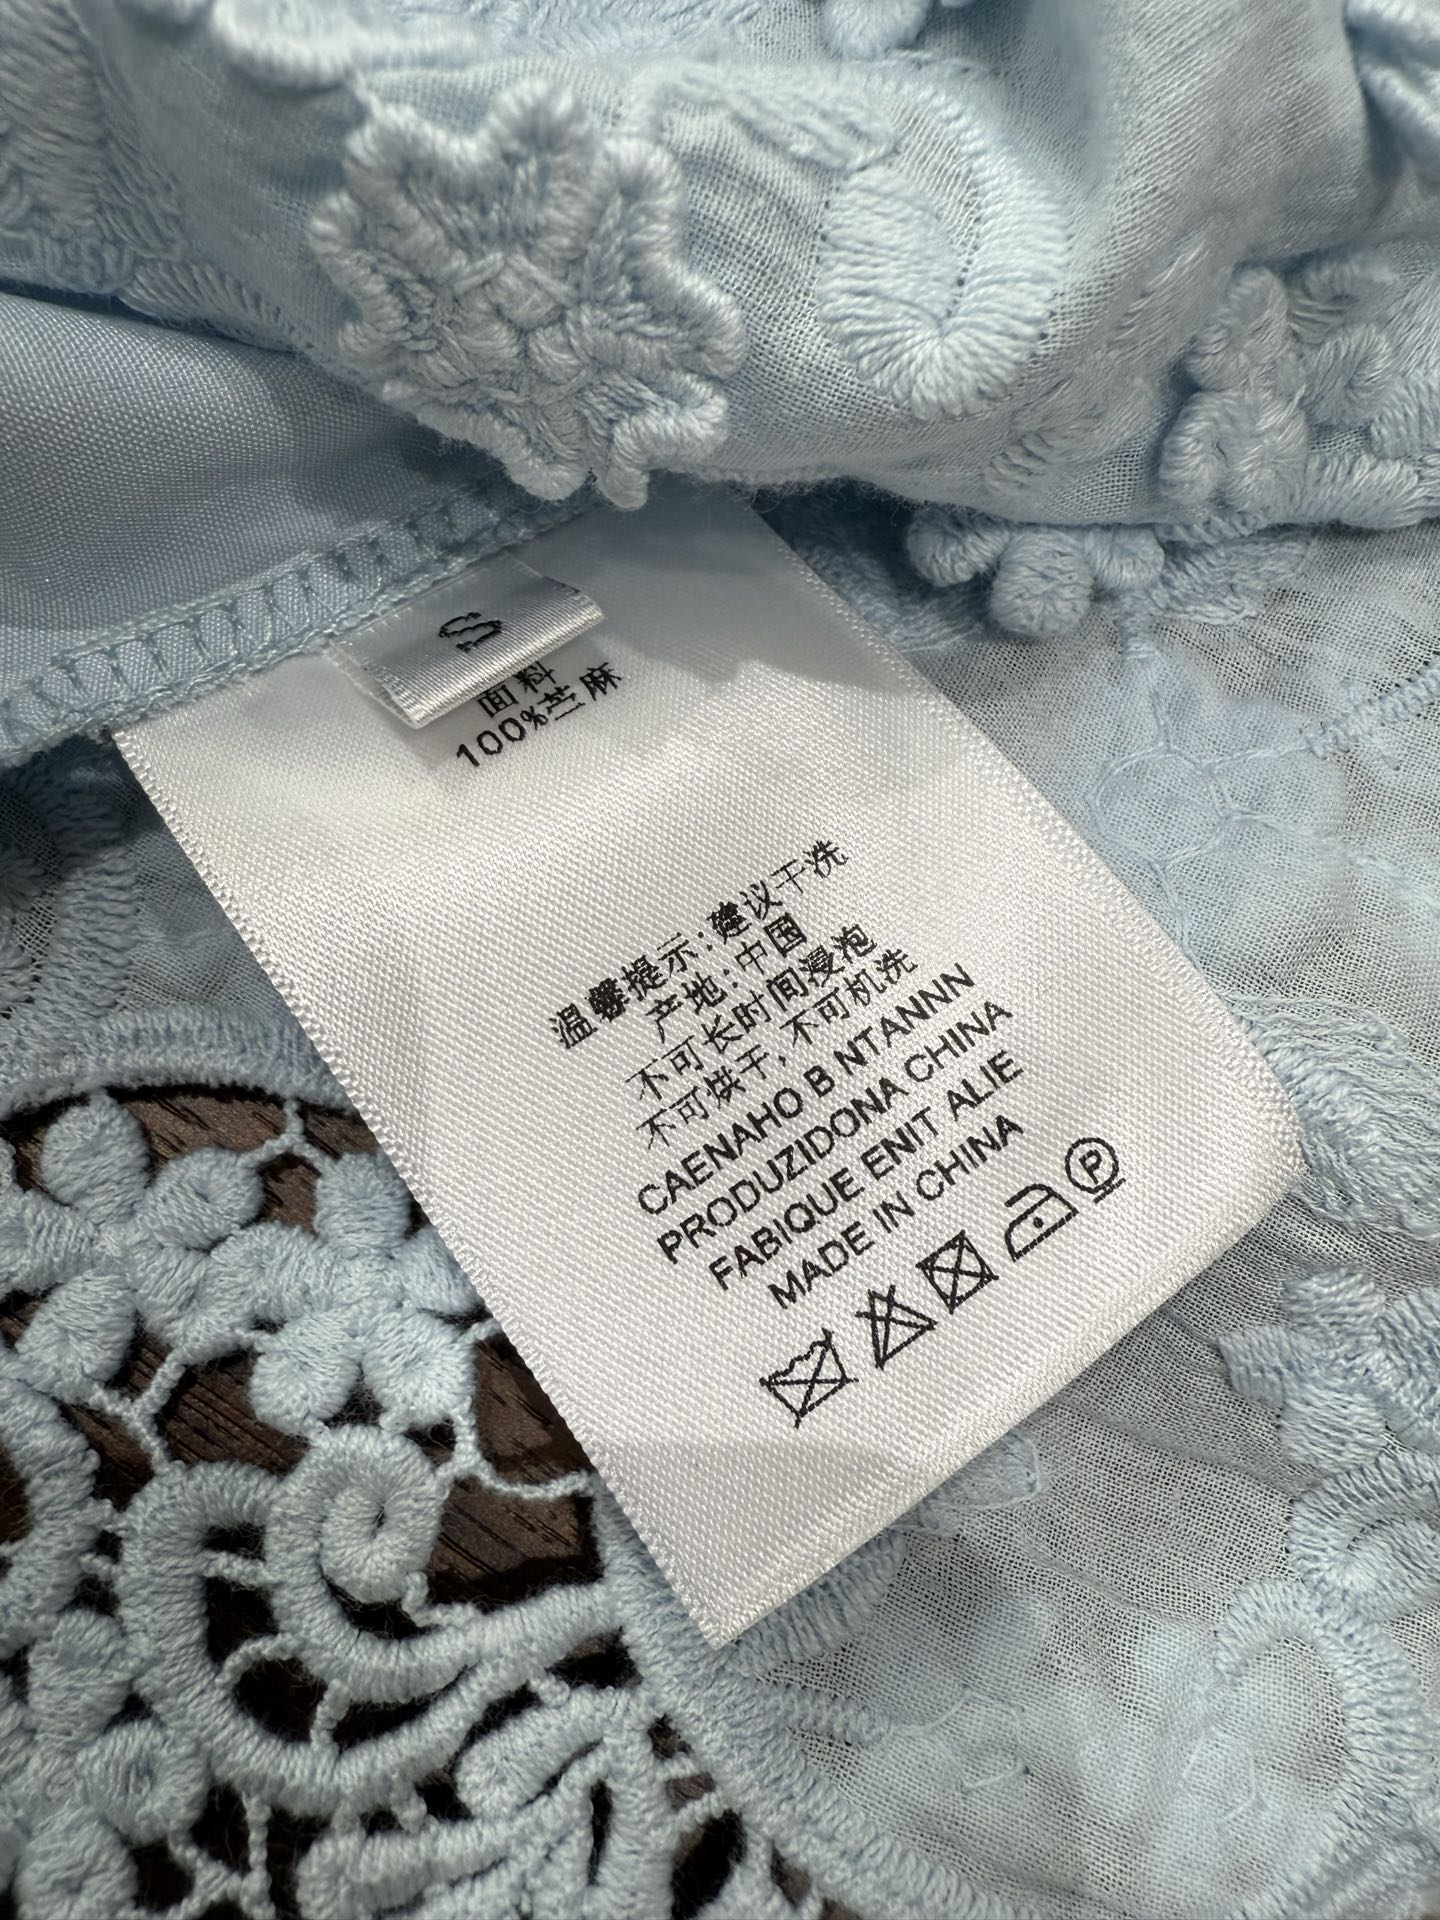 S
面料
100%苎麻
温馨提示:建议干洗
产地:中国
不可长时间浸泡
不可烘干,不可机洗
CAENAHO B NTANNN
PRODUZIDONA CHINA
FABIQUE ENIT ALIE
MADE IN CHINA
P